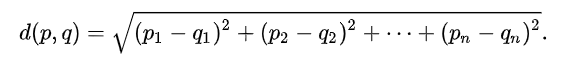 d(p, q) = √((p₁ − q₁)² + (p₂ − q₂)² + ⋯ + (pₙ − qₙ)²).